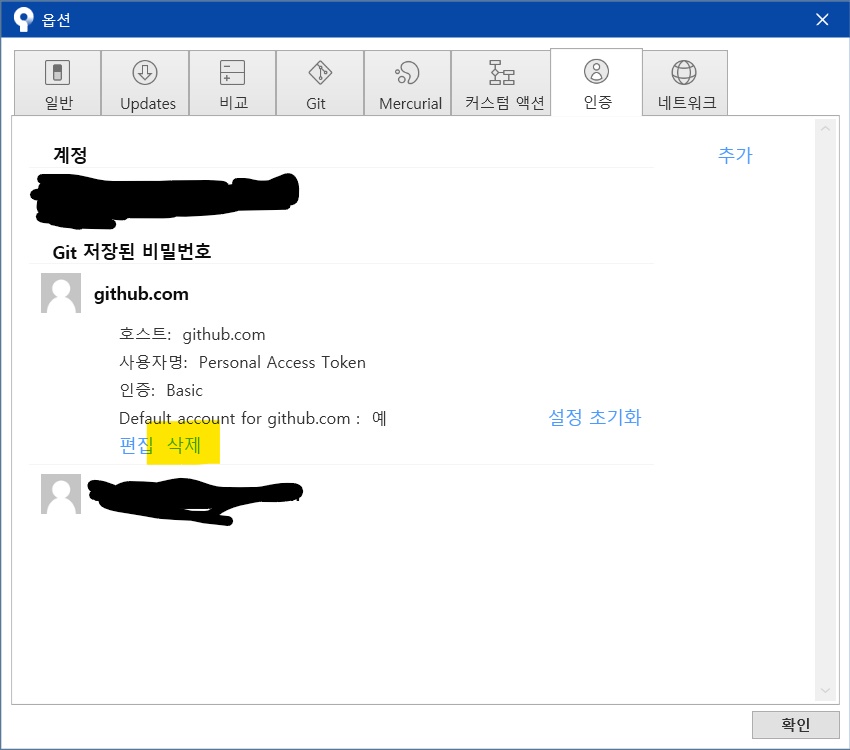 옵션
일반 Updates 비교 Git Mercurial 커스텀 액션 인증 네트워크
계정 추가
Git 저장된 비밀번호
github.com
호스트: github.com
사용자명: Personal Access Token
인증: Basic
Default account for github.com : 예 설정 초기화
편집 삭제
확인